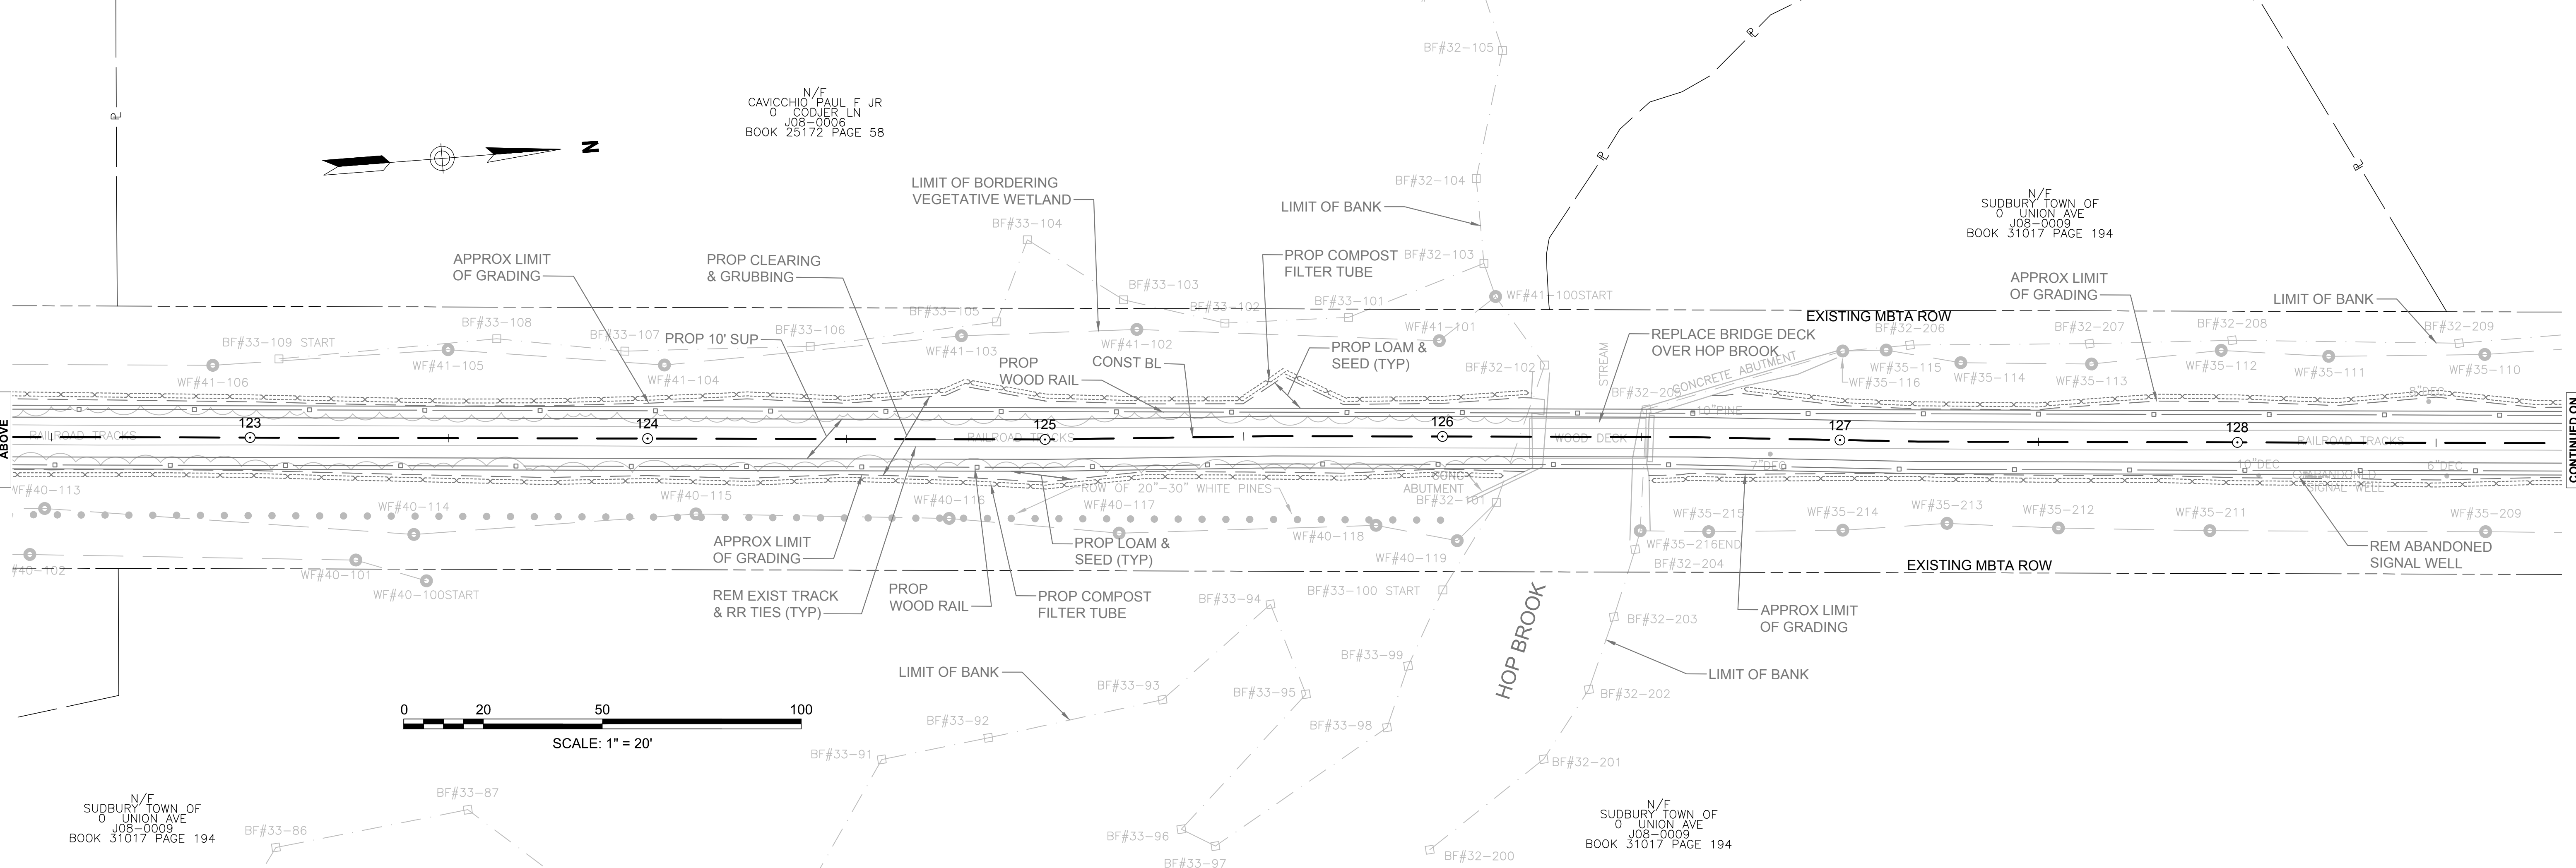 N/F
CAVICCHIO PAUL F JR
0 CODJER LN
J08-0006
BOOK 25172 PAGE 58
N
BF#32-105
BF#32-104
BF#32-103
LIMIT OF BANK
N/F
SUDBURY TOWN OF
0 UNION AVE
J08-0009
BOOK 31017 PAGE 194
LIMIT OF BORDERING
VEGETATIVE WETLAND
BF#33-104
APPROX LIMIT
OF GRADING
PROP CLEARING
& GRUBBING
PROP COMPOST
FILTER TUBE
APPROX LIMIT
OF GRADING
LIMIT OF BANK
BF#33-103
BF#33-102
BF#33-101
WF#41-100START
EXISTING MBTA ROW
BF#33-109 START
BF#33-108
BF#33-107
BF#33-106
BF#33-105
PROP 10' SUP
WF#41-106
WF#41-105
WF#41-104
WF#41-103
WF#41-102
WF#41-101
PROP
WOOD RAIL
CONST BL
PROP LOAM &
SEED (TYP)
BF#32-102
STREAM
REPLACE BRIDGE DECK
OVER HOP BROOK
CONCRETE ABUTMENT
BF#32-206
BF#32-207
BF#32-208
BF#32-209
WF#35-116
WF#35-115
WF#35-114
WF#35-113
WF#35-112
WF#35-111
WF#35-110
ABOVE
123
124
125
126
127
128
CONTINUED ON
RAILROAD TRACKS
RAILROAD TRACKS
WOOD DECK
10"PINE
8"DEC
RAILROAD TRACKS
7"DEC
10"DEC
6"DEC
ABANDONED
SIGNAL WELL
WF#40-113
WF#40-114
WF#40-115
WF#40-116
ROW OF 20"-30" WHITE PINES
WF#40-117
CONC
ABUTMENT
BF#32-101
WF#40-118
WF#40-119
WF#35-215
WF#35-214
WF#35-213
WF#35-212
WF#35-211
WF#35-209
WF#35-216END
BF#32-204
#40-102
WF#40-101
WF#40-100START
APPROX LIMIT
OF GRADING
PROP LOAM &
SEED (TYP)
REM EXIST TRACK
& RR TIES (TYP)
PROP
WOOD RAIL
PROP COMPOST
FILTER TUBE
BF#33-100 START
EXISTING MBTA ROW
REM ABANDONED
SIGNAL WELL
HOP BROOK
APPROX LIMIT
OF GRADING
BF#32-203
LIMIT OF BANK
BF#32-202
BF#32-201
BF#32-200
BF#33-94
BF#33-99
BF#33-95
BF#33-98
BF#33-93
LIMIT OF BANK
BF#33-92
BF#33-91
BF#33-96
BF#33-97
0 20 50 100
SCALE: 1" = 20'
N/F
SUDBURY TOWN OF
0 UNION AVE
J08-0009
BOOK 31017 PAGE 194
BF#33-87
BF#33-86
N/F
SUDBURY TOWN OF
0 UNION AVE
J08-0009
BOOK 31017 PAGE 194